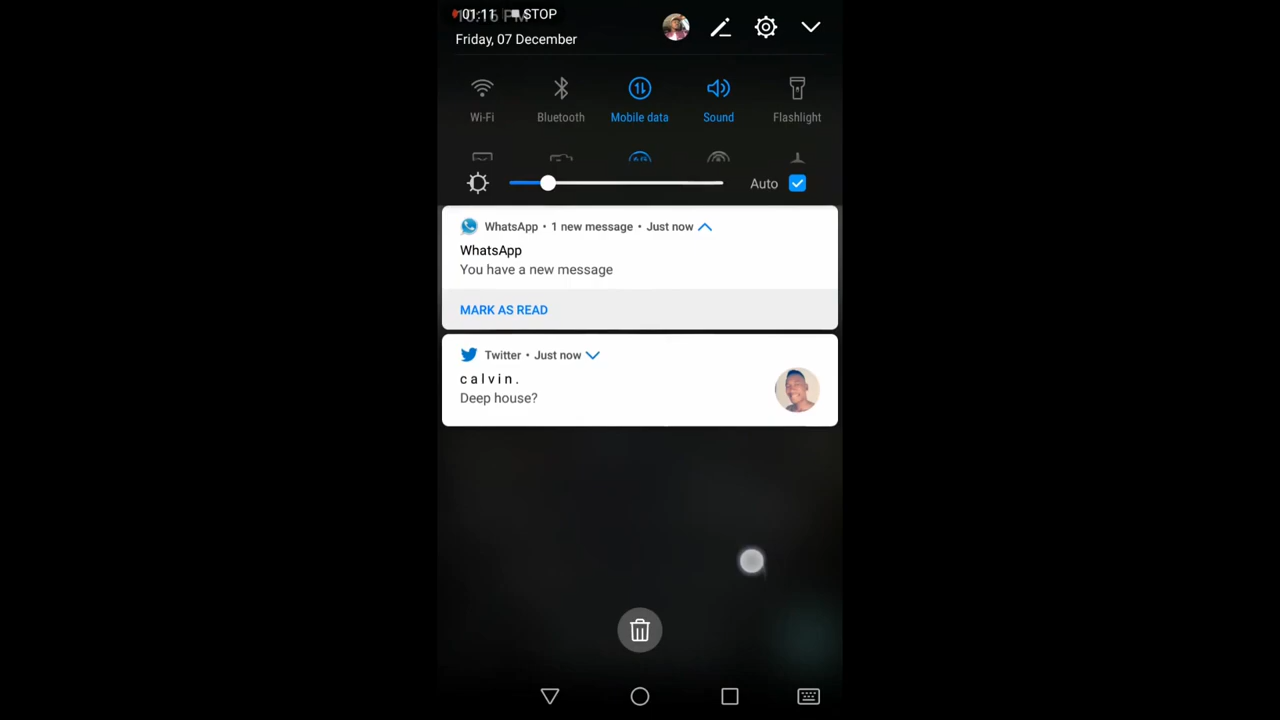 01:11 STOP
Friday, 07 December
Wi-Fi
Bluetooth
Mobile data
Sound
Flashlight
Auto
WhatsApp • 1 new message • Just now
WhatsApp
You have a new message
MARK AS READ
Twitter • Just now
c a l v i n .
Deep house?